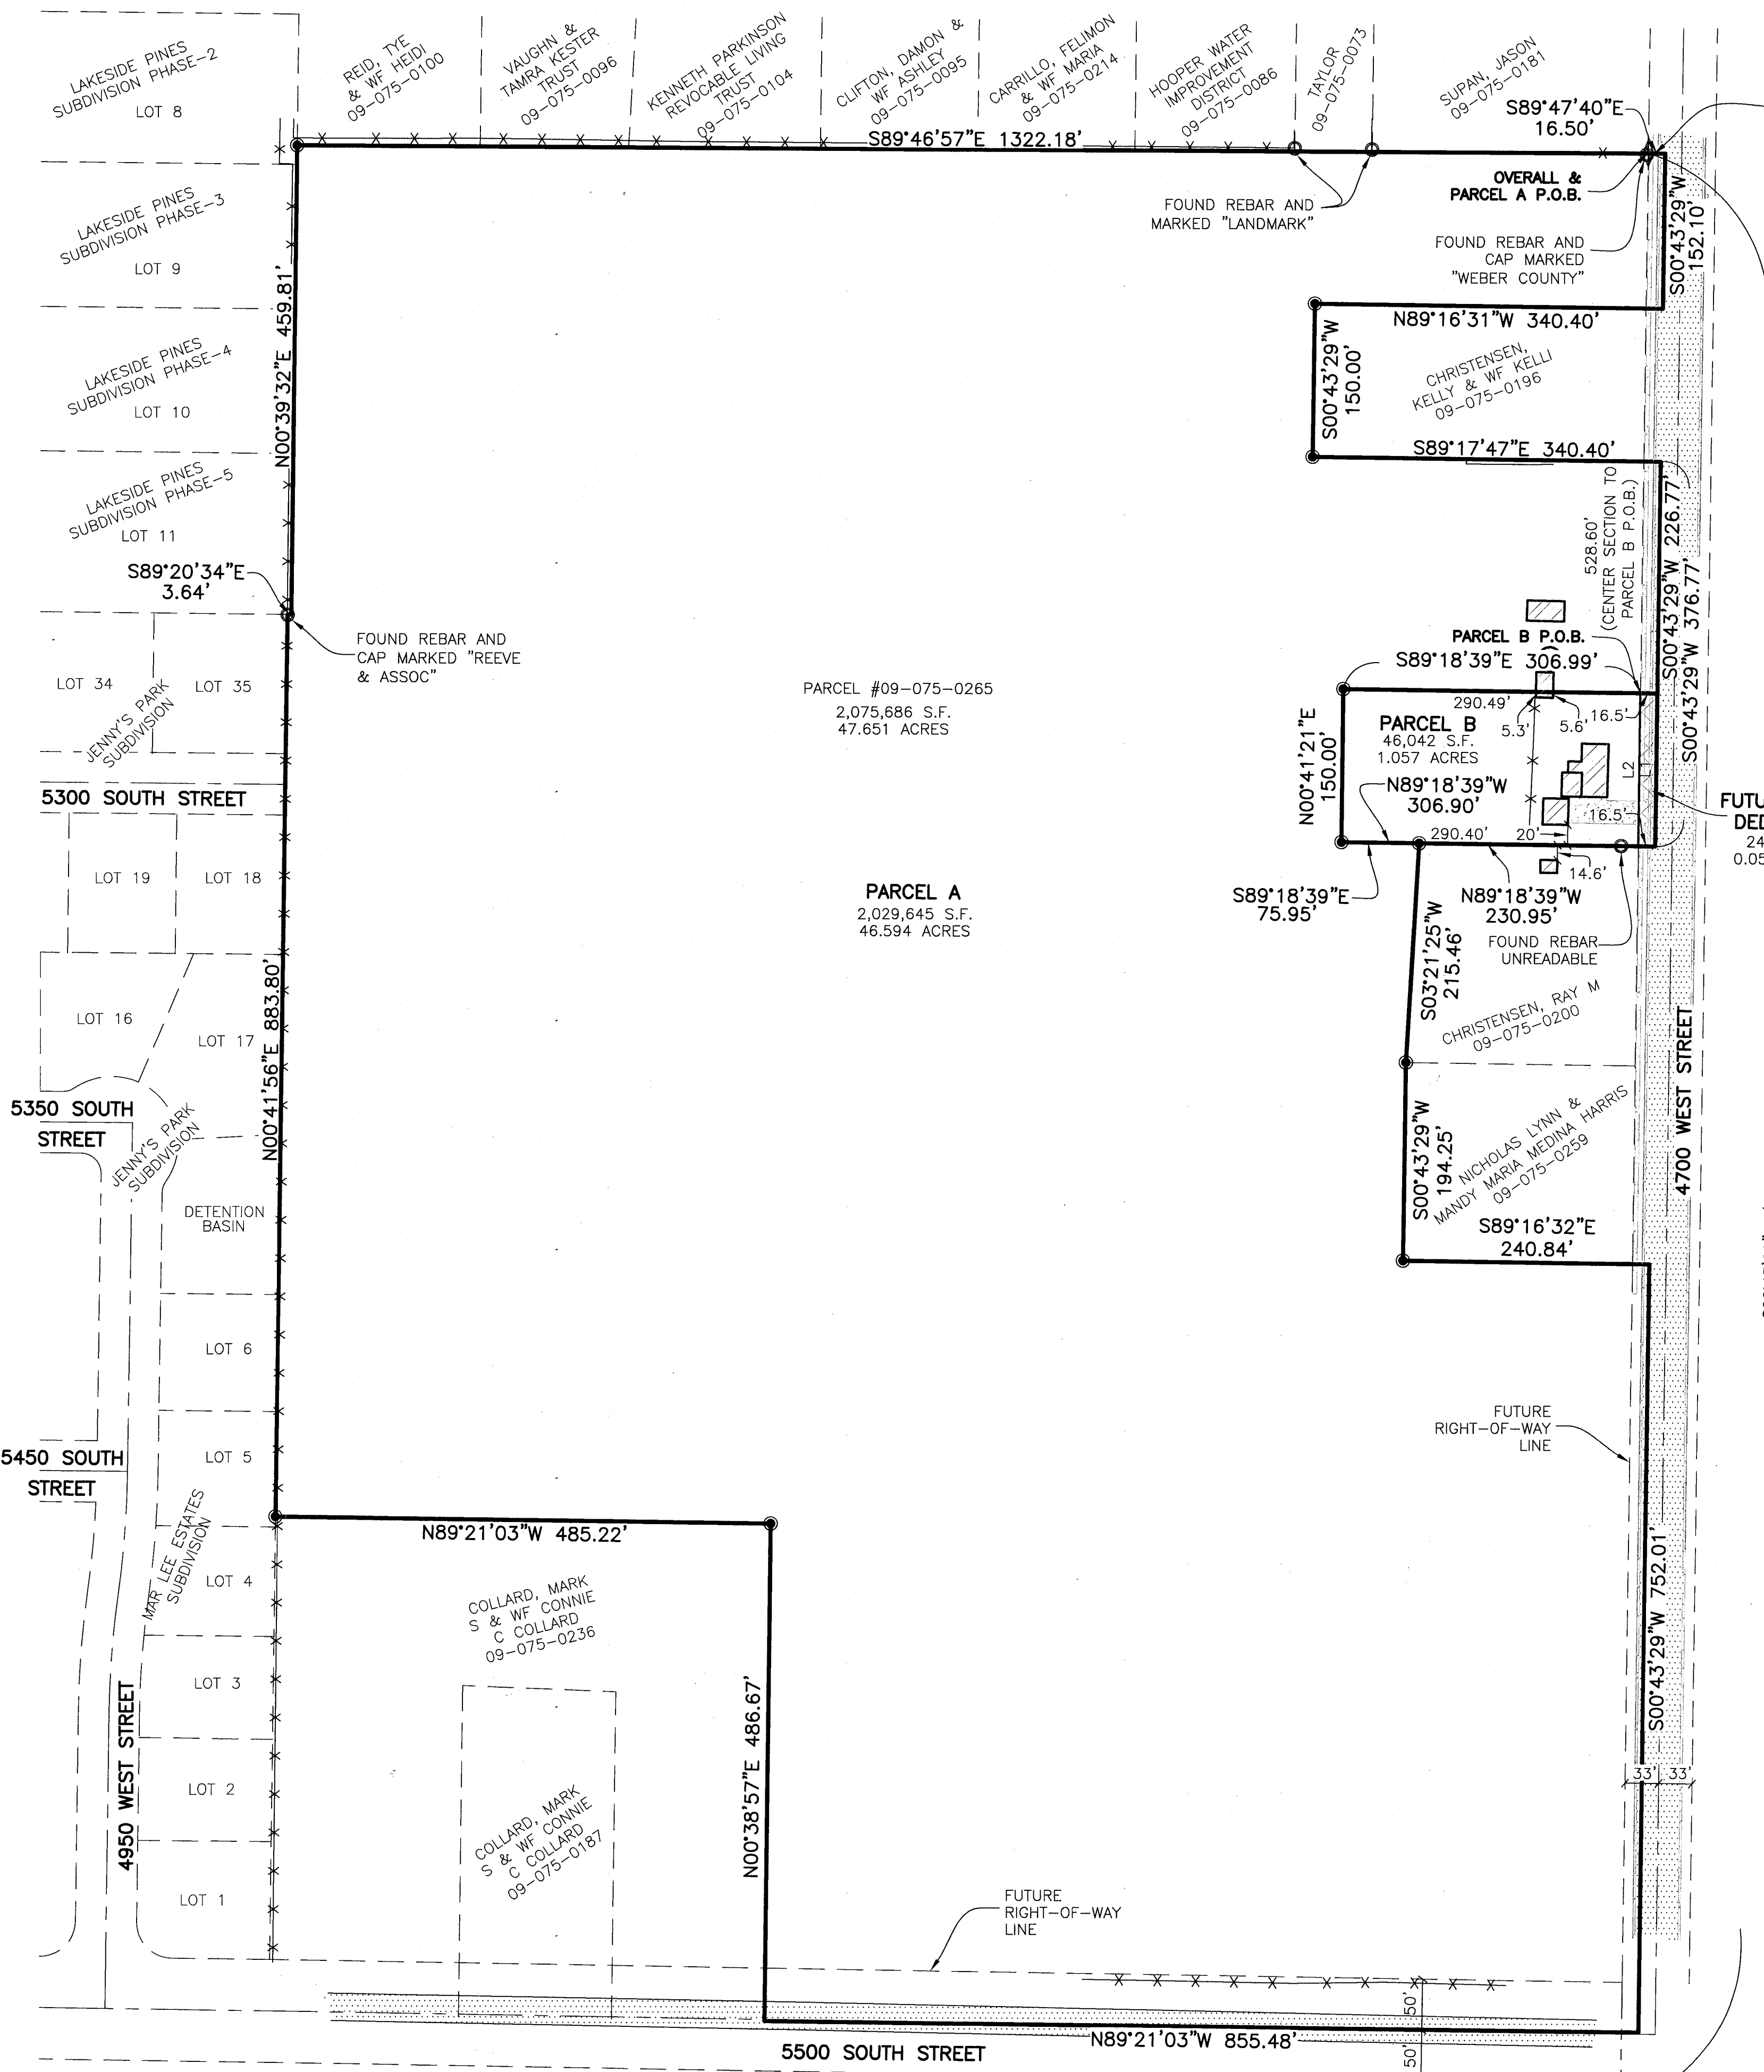 LAKESIDE PINES
SUBDIVISION PHASE-2
LOT 8
REID, TYE
& WF HEIDI
09-075-0100
VAUGHN &
TAMRA KESTER
TRUST
09-075-0096
KENNETH PARKINSON
REVOCABLE LIVING
TRUST
09-075-0104
CLIFTON, DAMON &
WF ASHLEY
09-075-0095
CARRILLO, FELIMON
& WF MARIA
09-075-0214
HOOPER WATER
IMPROVEMENT
DISTRICT
09-075-0086
TAYLOR
09-075-0073
SUPAN, JASON
09-075-0181
S89°47'40"E
16.50'
S89°46'57"E 1322.18'
OVERALL &
PARCEL A P.O.B.
FOUND REBAR AND
MARKED "LANDMARK"
FOUND REBAR AND
CAP MARKED
"WEBER COUNTY"
S00°43'29"W
152.10'
LAKESIDE PINES
SUBDIVISION PHASE-3
LOT 9
N00°39'32"E 459.81'
N89°16'31"W 340.40'
S00°43'29"W
150.00'
CHRISTENSEN,
KELLY & WF KELLI
09-075-0196
S89°17'47"E 340.40'
LAKESIDE PINES
SUBDIVISION PHASE-4
LOT 10
LAKESIDE PINES
SUBDIVISION PHASE-5
LOT 11
S89°20'34"E
3.64'
FOUND REBAR AND
CAP MARKED "REEVE
& ASSOC"
528.60'
(CENTER SECTION TO
PARCEL B P.O.B.)
S00°43'29"W 226.77'
S00°43'29"W 376.77'
LOT 34
LOT 35
JENNY'S PARK
SUBDIVISION
PARCEL #09-075-0265
2,075,686 S.F.
47.651 ACRES
PARCEL B P.O.B.
S89°18'39"E 306.99'
290.49'
5.3'
5.6'
16.5'
PARCEL B
46,042 S.F.
1.057 ACRES
N00°41'21"E
150.00'
N89°18'39"W
306.90'
L2
L1
16.5'
290.40'
20'
14.6'
5300 SOUTH STREET
FUTU
DED
24
0.05
LOT 19
LOT 18
PARCEL A
2,029,645 S.F.
46.594 ACRES
S89°18'39"E
75.95'
N89°18'39"W
230.95'
FOUND REBAR
UNREADABLE
S03°21'25"W
215.46'
CHRISTENSEN, RAY M
09-075-0200
LOT 16
LOT 17
N00°41'56"E 883.80'
4700 WEST STREET
5350 SOUTH
STREET
JENNY'S PARK
SUBDIVISION
S00°43'29"W
194.25'
NICHOLAS LYNN &
MANDY MARIA MEDINA HARRIS
09-075-0259
S89°16'32"E
240.84'
DETENTION
BASIN
LOT 6
LOT 5
5450 SOUTH
STREET
FUTURE
RIGHT-OF-WAY
LINE
N89°21'03"W 485.22'
MAR LEE ESTATES
SUBDIVISION
LOT 4
COLLARD, MARK
S & WF CONNIE
C COLLARD
09-075-0236
S00°43'29"W 752.01'
LOT 3
4950 WEST STREET
LOT 2
N00°38'57"E 486.67'
33'
33'
COLLARD, MARK
S & WF CONNIE
C COLLARD
09-075-0187
LOT 1
FUTURE
RIGHT-OF-WAY
LINE
50'
N89°21'03"W 855.48'
5500 SOUTH STREET
50'